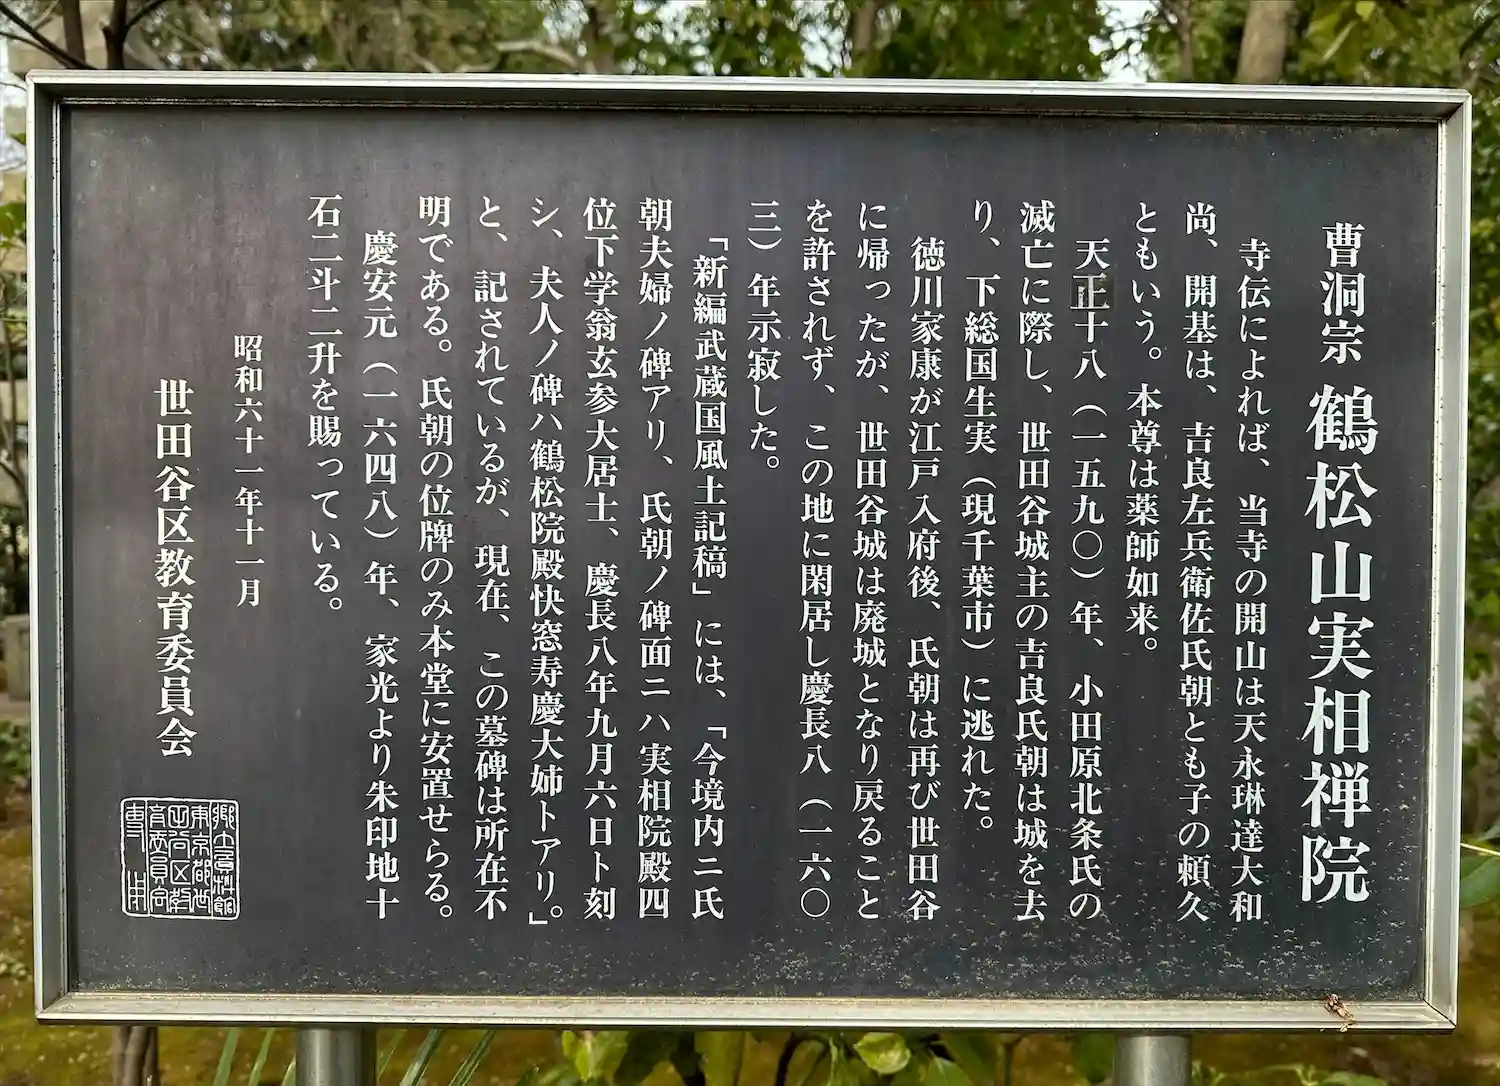 曹洞宗 鶴松山実相禅院
寺伝によれば、当寺の開山は天永琳達大和
尚、開基は、吉良左兵衛佐氏朝とも子の頼久
ともいう。本尊は薬師如来。
天正十八(一五九〇)年、小田原北条氏の
滅亡に際し、世田谷城主の吉良氏朝は城を去
り、下総国生実(現千葉市)に逃れた。
徳川家康が江戸入府後、氏朝は再び世田谷
に帰ったが、世田谷城は廃城となり戻ること
を許されず、この地に閑居し慶長八(一六〇
三)年示寂した。
「新編武蔵国風土記稿」には、「今境内ニ氏
朝夫婦ノ碑アリ、氏朝ノ碑面ニハ実相院殿四
位下学翁玄参大居士、慶長八年九月六日ト刻
シ、夫人ノ碑ハ鶴松院殿快窓寿慶大姉トアリ。」
と、記されているが、現在、この墓碑は所在不
明である。氏朝の位牌のみ本堂に安置せらる。
慶安元(一六四八)年、家光より朱印地十
石二斗二升を賜っている。
昭和六十一年十一月
世田谷区教育委員会